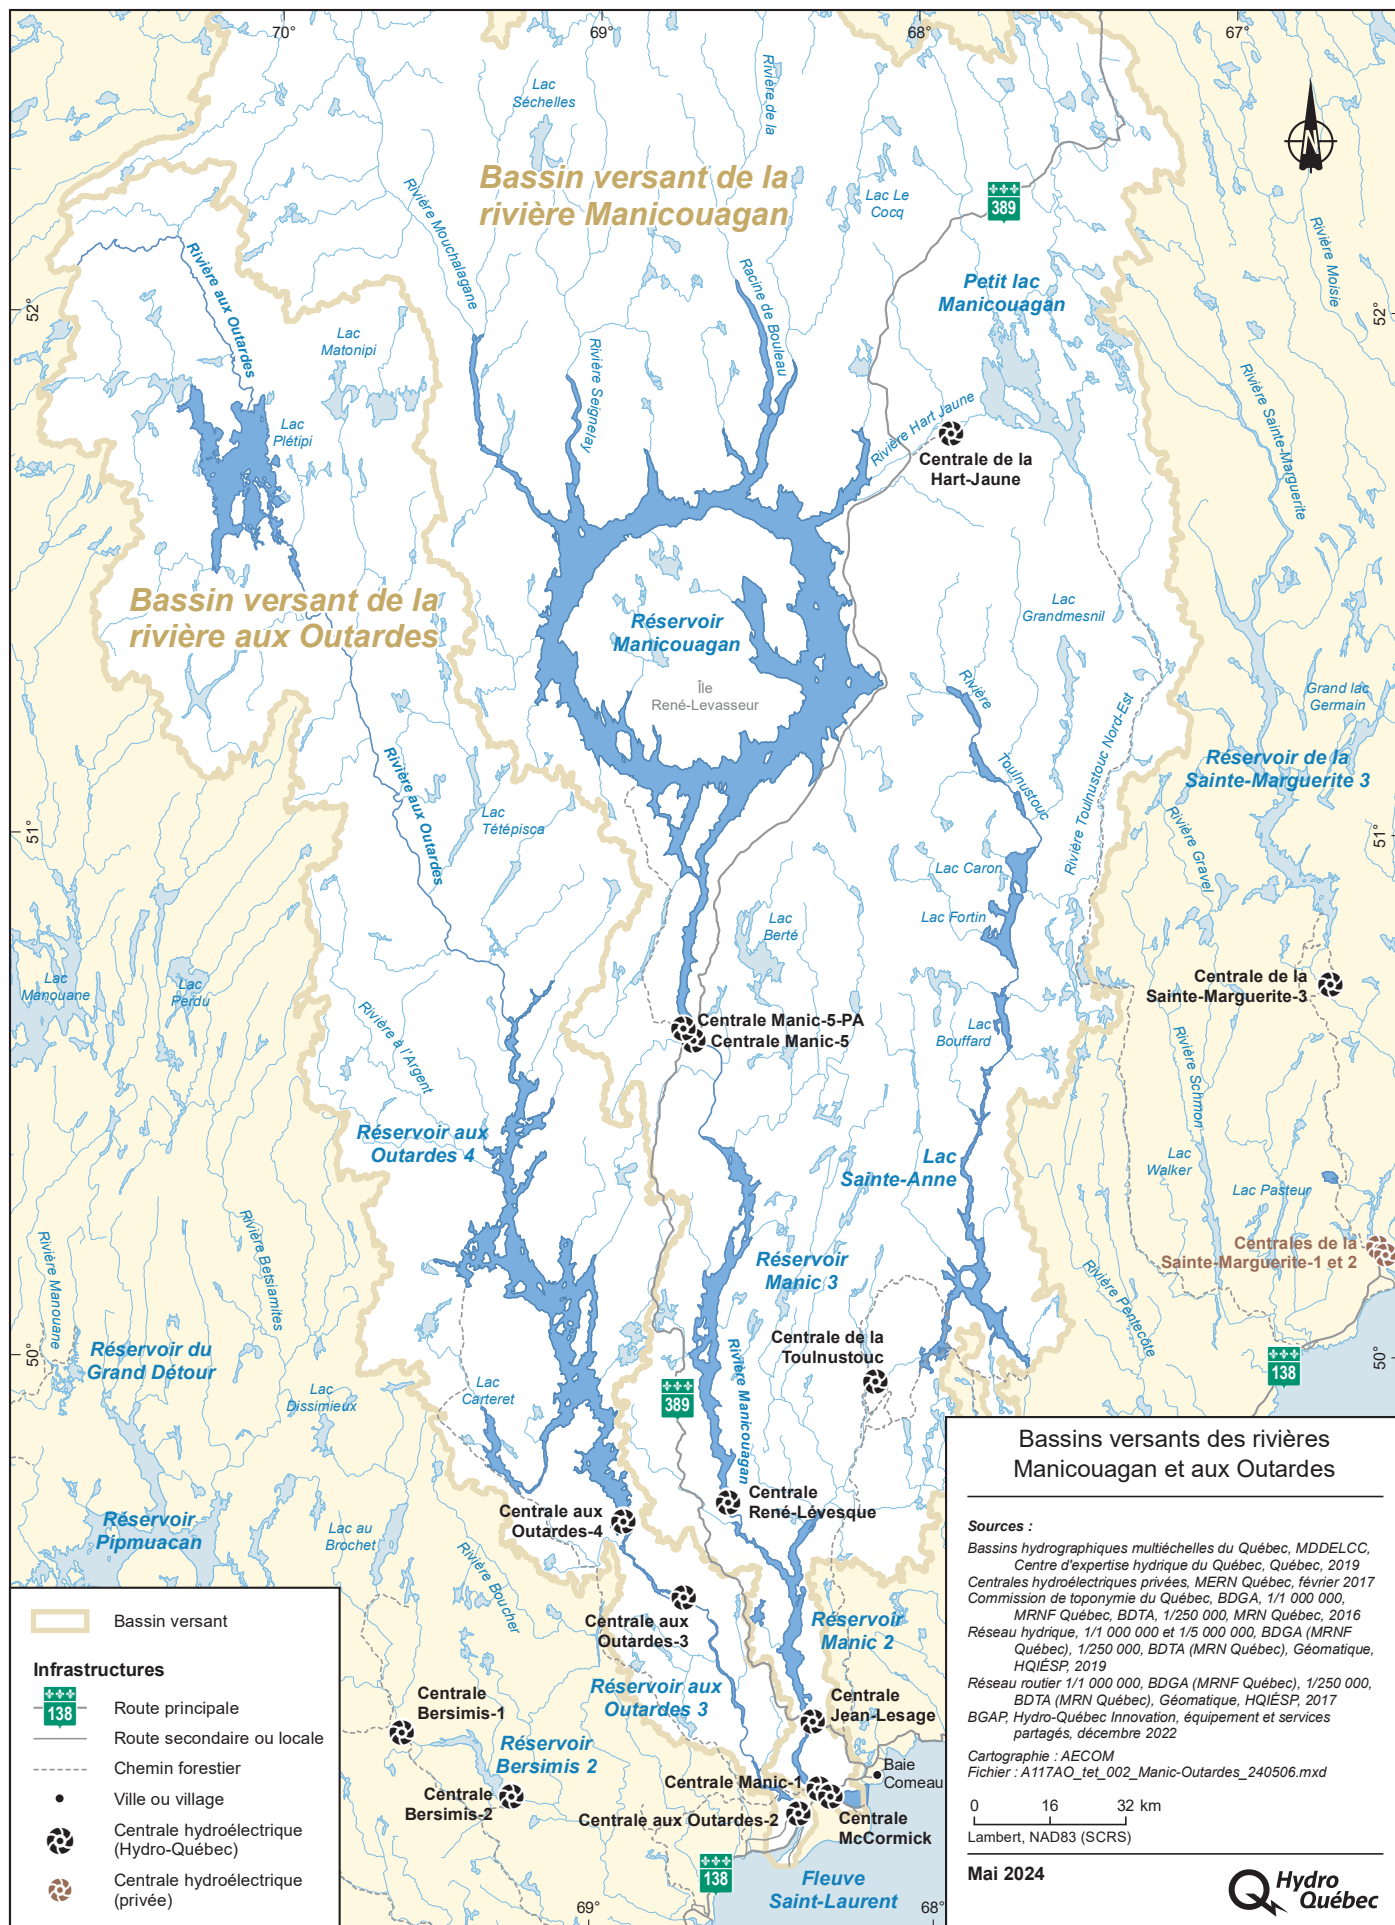 70°
69°
68°
67°
Lac
Séchelles
Rivière de la
Racine de Bouleau
Bassin versant de la
rivière Manicouagan
Rivière Mouchalagane
Lac Le
Cocq
389
N
Rivière Moisie
Rivière aux Outardes
Petit lac
Manicouagan
52°
52°
Lac
Matonipi
Rivière Seignelay
Rivière Sainte-Marguerite
Lac
Plétipi
Rivière Hart Jaune
Centrale de la
Hart-Jaune
Bassin versant de la
rivière aux Outardes
Réservoir
Manicouagan
Île
René-Levasseur
Lac
Grandmesnil
Rivière
Toulnustouc
Rivière Toulnustouc Nord-Est
Grand lac
Germain
Réservoir de la
Sainte-Marguerite 3
Rivière aux Outardes
Lac
Tétépisca
51°
51°
Rivière Gravel
Lac Caron
Lac Fortin
Lac
Berté
Lac
Manouane
Lac
Perdu
Centrale de la
Sainte-Marguerite-3
Rivière à l'Argent
Centrale Manic-5-PA
Centrale Manic-5
Lac
Bouffard
Rivière Schmon
Réservoir aux
Outardes 4
Lac
Sainte-Anne
Lac
Walker
Lac Pasteur
Rivière Manouane
Rivière Betsiamites
Réservoir
Manic 3
Centrales de la
Sainte-Marguerite-1 et 2
Rivière Pentecôte
Réservoir du
Grand Détour
50°
50°
Centrale de la
Toulnustouc
Rivière Manicouagan
138
Lac
Dissimieux
Lac
Carteret
389
Centrale
René-Lévesque
Centrale aux
Outardes-4
Réservoir
Pipmuacan
Lac au
Brochet
Rivière Boucher
Centrale aux
Outardes-3
Réservoir
Manic 2
Réservoir aux
Outardes 3
Centrale
Bersimis-1
Centrale
Jean-Lesage
Réservoir
Bersimis 2
Baie
Comeau
Centrale
Bersimis-2
Centrale Manic-1
Centrale aux Outardes-2
Centrale
McCormick
138
Fleuve
Saint-Laurent
69°
68°
Bassin versant
Infrastructures
138
Route principale
Route secondaire ou locale
Chemin forestier
Ville ou village
Centrale hydroélectrique
(Hydro-Québec)
Centrale hydroélectrique
(privée)
Bassins versants des rivières
Manicouagan et aux Outardes
Sources :
Bassins hydrographiques multiéchelles du Québec, MDDELCC,
Centre d'expertise hydrique du Québec, Québec, 2019
Centrales hydroélectriques privées, MERN Québec, février 2017
Commission de toponymie du Québec, BDGA, 1/1 000 000,
MRNF Québec, BDTA, 1/250 000, MRN Québec, 2016
Réseau hydrique, 1/1 000 000 et 1/5 000 000, BDGA (MRNF
Québec), 1/250 000, BDTA (MRN Québec), Géomatique,
HQIÉSP, 2019
Réseau routier 1/1 000 000, BDGA (MRNF Québec), 1/250 000,
BDTA (MRN Québec), Géomatique, HQIÉSP, 2017
BGAP, Hydro-Québec Innovation, équipement et services
partagés, décembre 2022
Cartographie : AECOM
Fichier : A117AO_tet_002_Manic-Outardes_240506.mxd
0 16 32 km
Lambert, NAD83 (SCRS)
Mai 2024
Hydro
Québec